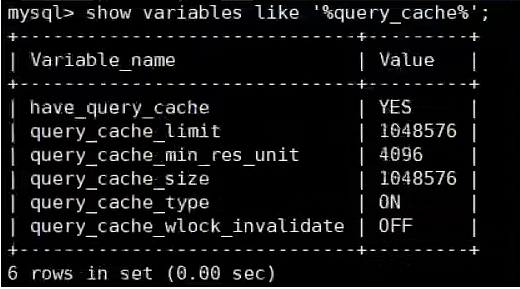 mysql> show variables like '%query_cache%';
+------------------------------+---------+
| Variable_name                | Value   |
+------------------------------+---------+
| have_query_cache             | YES     |
| query_cache_limit            | 1048576 |
| query_cache_min_res_unit     | 4096    |
| query_cache_size             | 1048576 |
| query_cache_type             | ON      |
| query_cache_wlock_invalidate | OFF     |
+------------------------------+---------+
6 rows in set (0.00 sec)